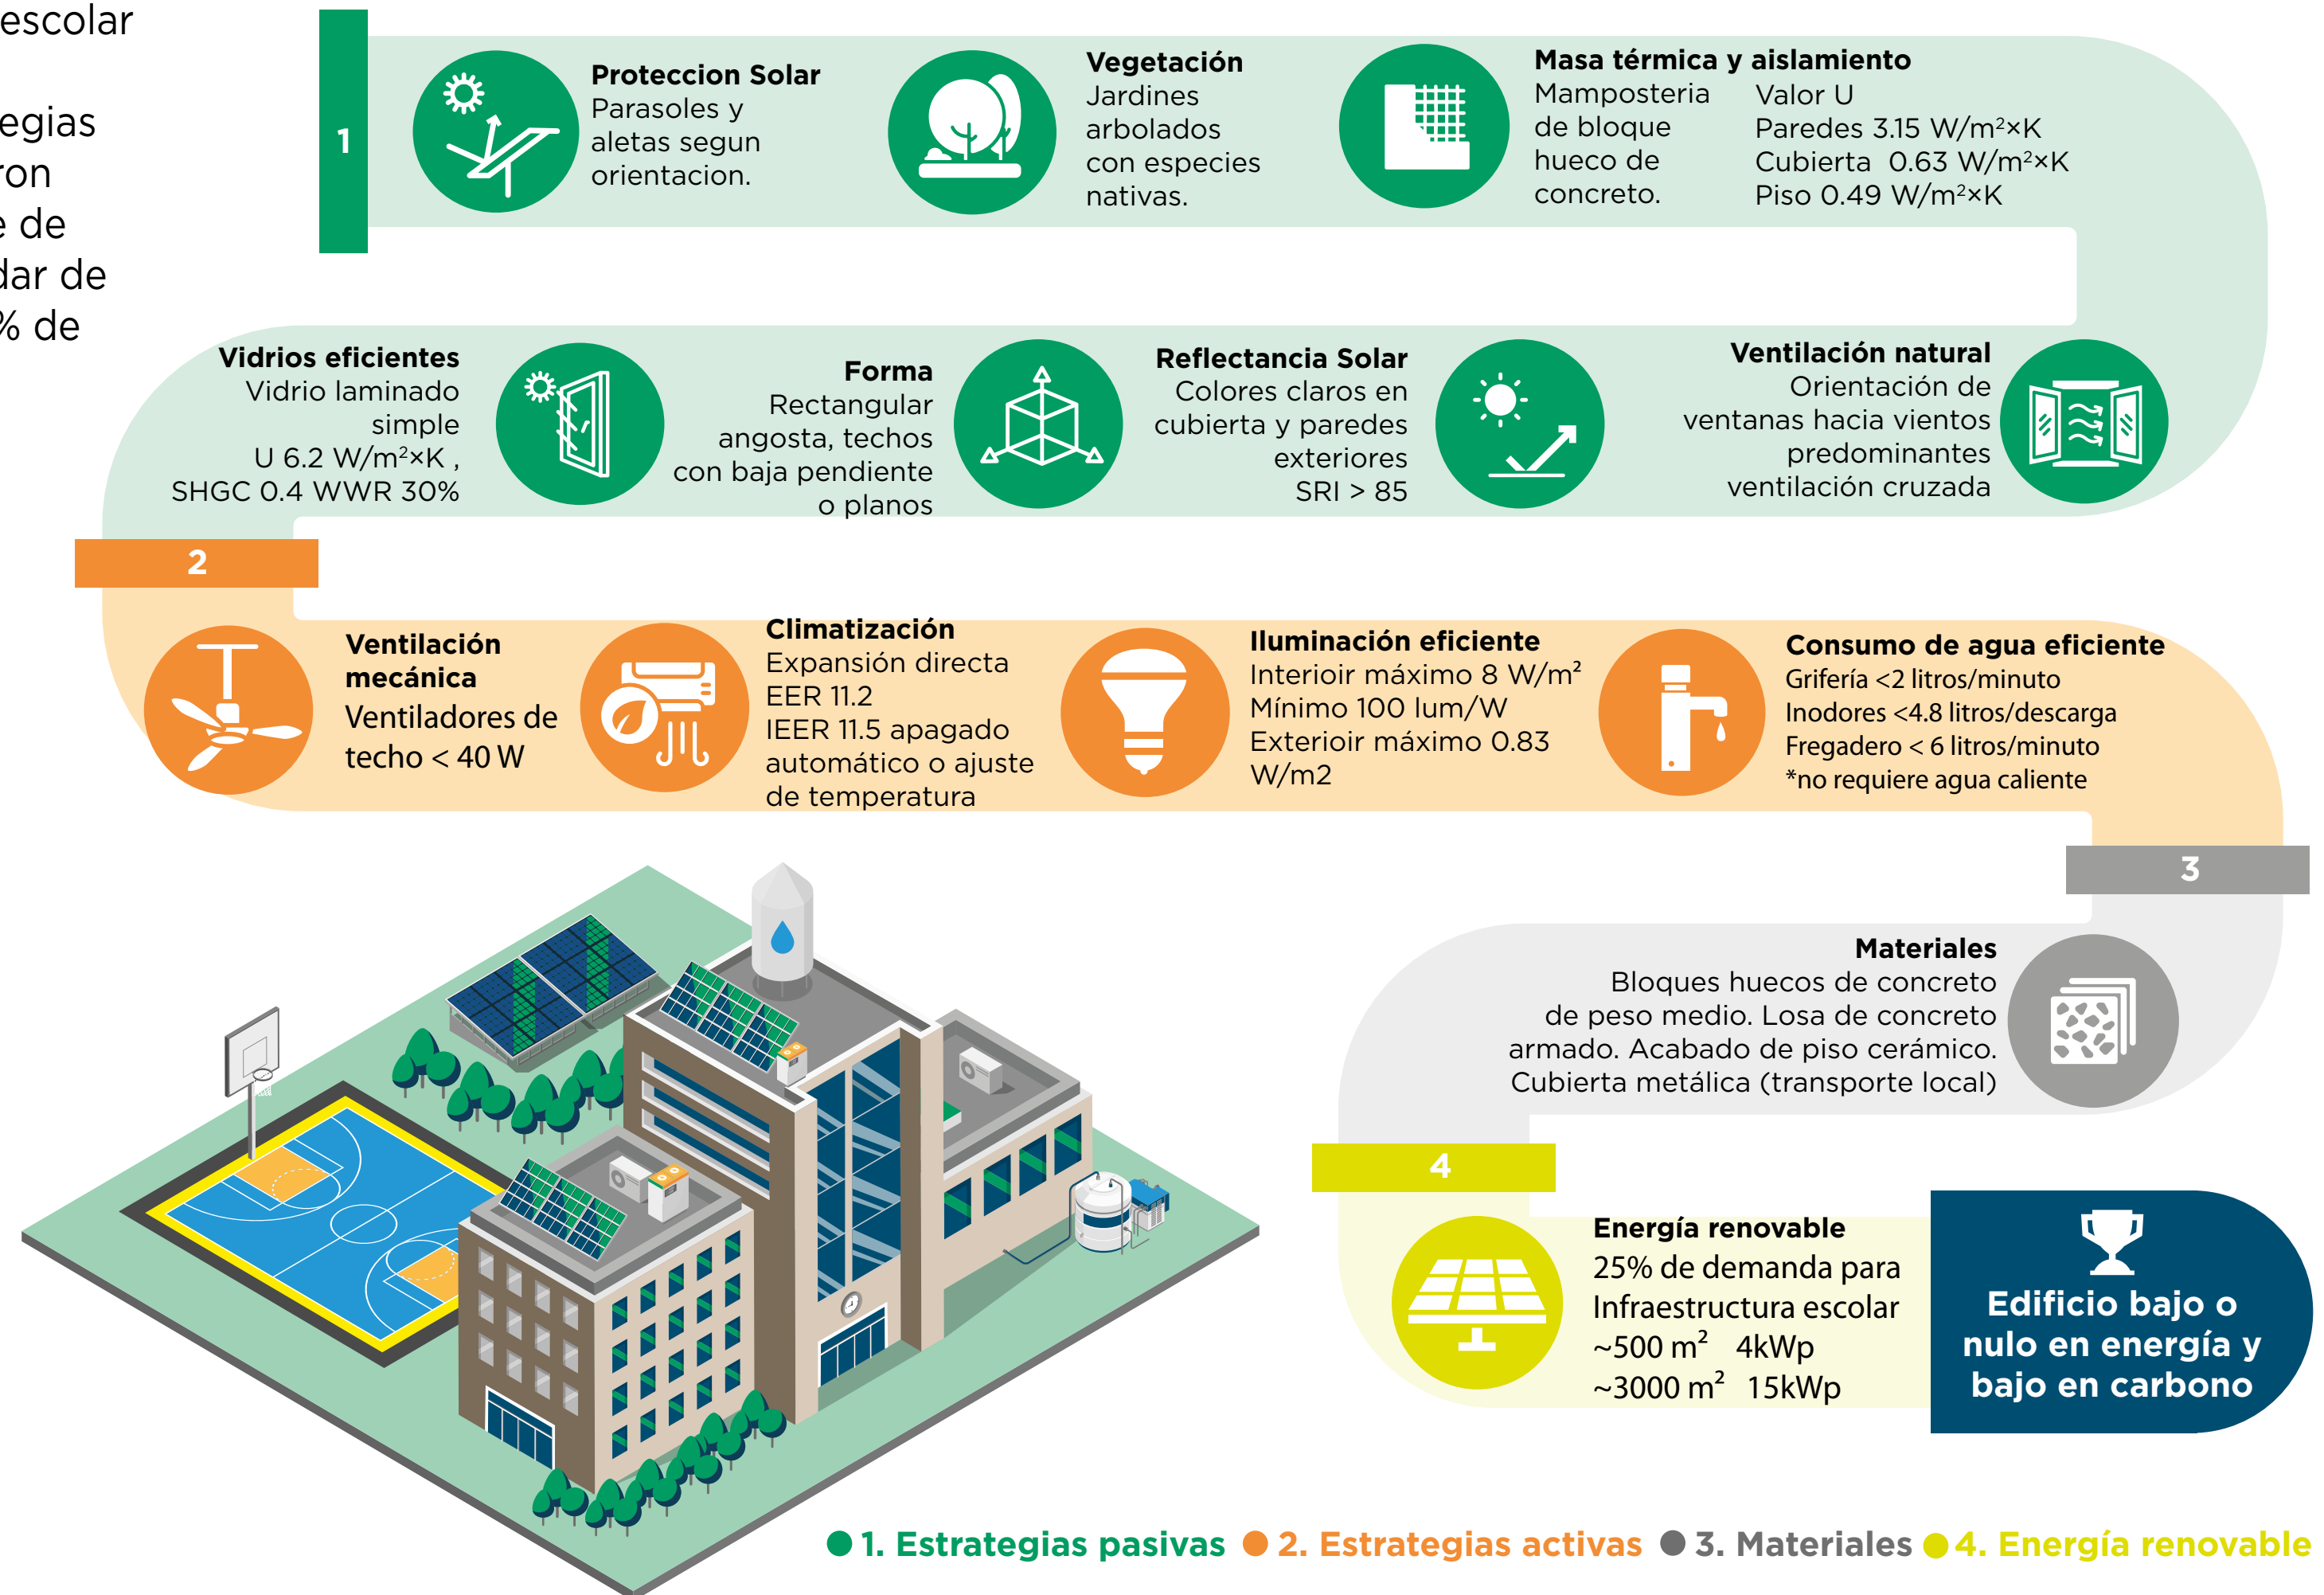 escolar
egias
ron
e de
dar de
% de
1
Proteccion Solar
Parasoles y
aletas segun
orientacion.
Vegetación
Jardines
arbolados
con especies
nativas.
Masa térmica y aislamiento
Mamposteria
de bloque
hueco de
concreto.
Valor U
Paredes 3.15 W/m²×K
Cubierta 0.63 W/m²×K
Piso 0.49 W/m²×K
Vidrios eficientes
Vidrio laminado
simple
U 6.2 W/m²×K ,
SHGC 0.4 WWR 30%
Forma
Rectangular
angosta, techos
con baja pendiente
o planos
Reflectancia Solar
Colores claros en
cubierta y paredes
exteriores
SRI > 85
Ventilación natural
Orientación de
ventanas hacia vientos
predominantes
ventilación cruzada
2
Ventilación
mecánica
Ventiladores de
techo < 40 W
Climatización
Expansión directa
EER 11.2
IEER 11.5 apagado
automático o ajuste
de temperatura
Iluminación eficiente
Interioir máximo 8 W/m²
Mínimo 100 lum/W
Exterioir máximo 0.83
W/m2
Consumo de agua eficiente
Grifería <2 litros/minuto
Inodores <4.8 litros/descarga
Fregadero < 6 litros/minuto
*no requiere agua caliente
3
Materiales
Bloques huecos de concreto
de peso medio. Losa de concreto
armado. Acabado de piso cerámico.
Cubierta metálica (transporte local)
4
Energía renovable
25% de demanda para
Infraestructura escolar
~500 m² 4kWp
~3000 m² 15kWp
Edificio bajo o
nulo en energía y
bajo en carbono
1. Estrategias pasivas
2. Estrategias activas
3. Materiales
4. Energía renovable